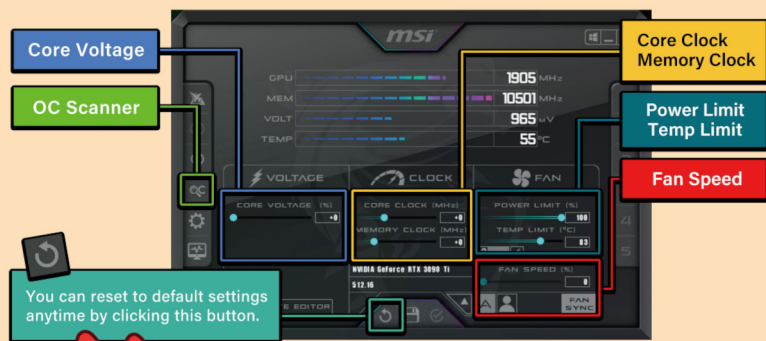 Core Voltage
OC Scanner
Core Clock
Memory Clock
Power Limit
Temp Limit
Fan Speed
msi
GPU 1905 MHz
MEM 10501 MHz
VOLT 965 mV
TEMP 55 °C
VOLTAGE
CLOCK
FAN
CORE VOLTAGE (%)
+0
CORE CLOCK (MHz)
+0
MEMORY CLOCK (MHz)
+0
POWER LIMIT (%)
100
TEMP LIMIT (°C)
83
4
5
NVIDIA GeForce RTX 3090 Ti
512.16
FAN SPEED (%)
0
A
FAN
SYNC
EDITOR
You can reset to default settings
anytime by clicking this button.